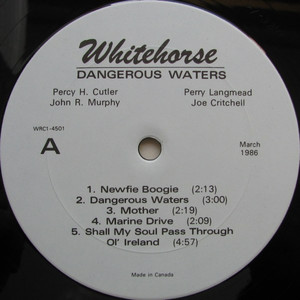 Whitehorse
DANGEROUS WATERS
Percy H. Cutler Perry Langmead
John R. Murphy Joe Critchell
WRC1-4501
A
March
1986
1. Newfie Boogie (2:13)
2. Dangerous Waters (3:00)
3. Mother (2:19)
4. Marine Drive (2:09)
5. Shall My Soul Pass Through
Ol' Ireland (4:57)
Made in Canada